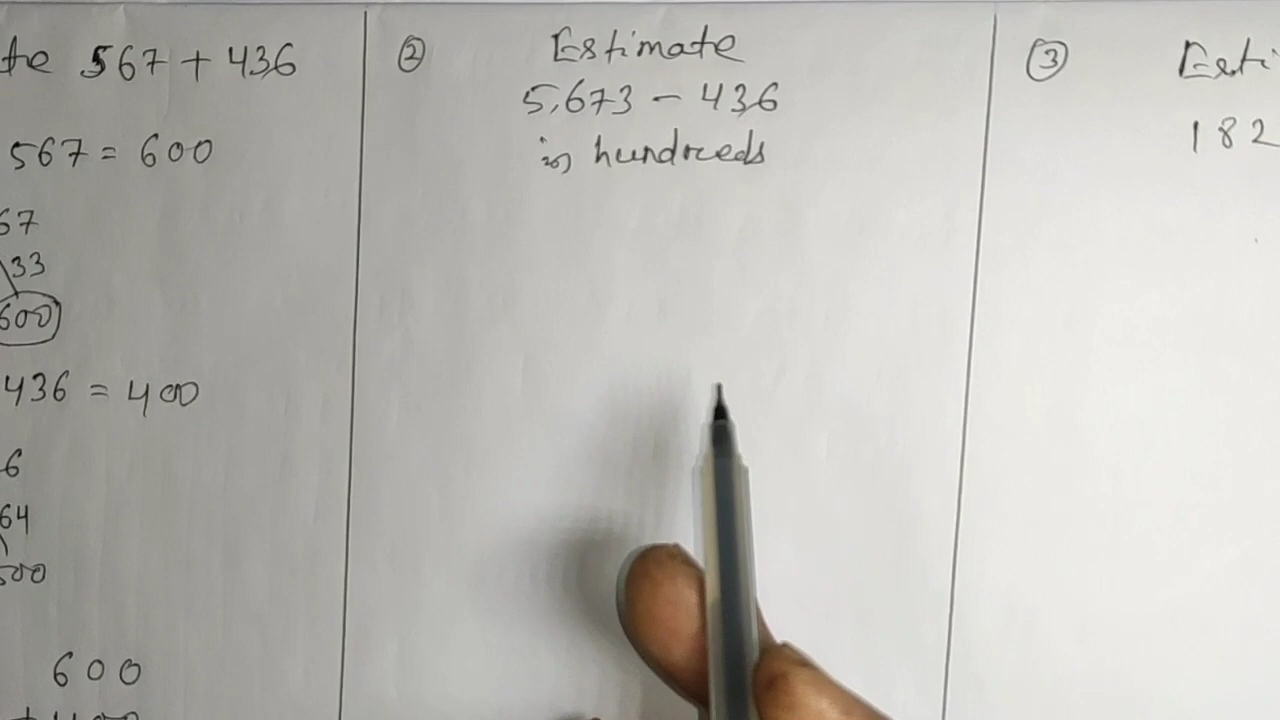 te 567 + 436
567 = 600
67
33
600
436 = 400
6
64
500
600
② Estimate
5,673 - 436
in hundreds
③ Esti
182